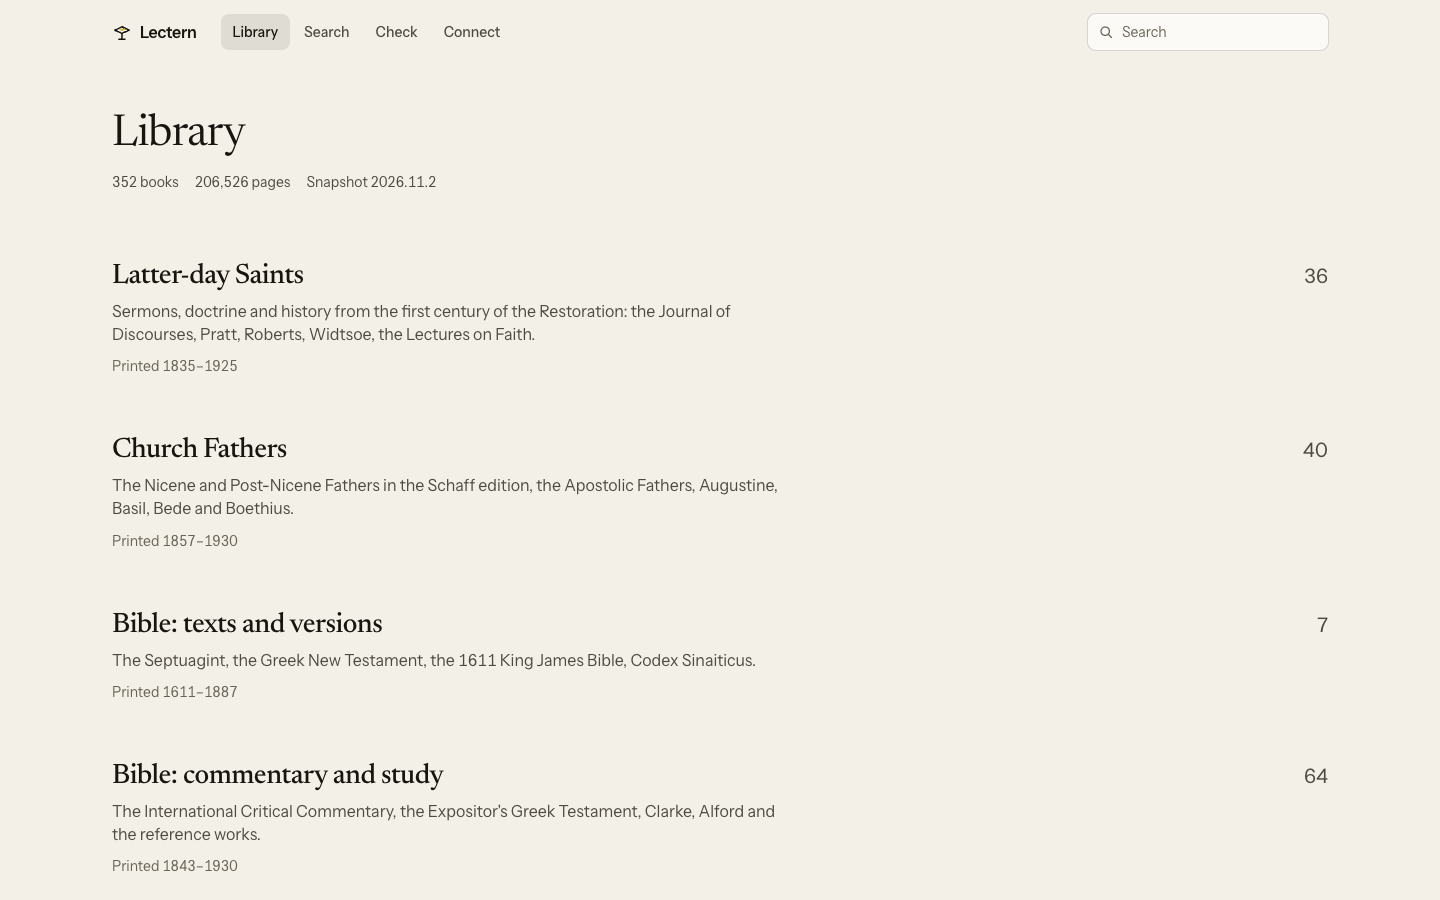 Lectern
Library
Search
Check
Connect
Search
Library
352 books 206,526 pages Snapshot 2026.11.2
Latter-day Saints
36
Sermons, doctrine and history from the first century of the Restoration: the Journal of
Discourses, Pratt, Roberts, Widtsoe, the Lectures on Faith.
Printed 1835–1925
Church Fathers
40
The Nicene and Post-Nicene Fathers in the Schaff edition, the Apostolic Fathers, Augustine,
Basil, Bede and Boethius.
Printed 1857–1930
Bible: texts and versions
7
The Septuagint, the Greek New Testament, the 1611 King James Bible, Codex Sinaiticus.
Printed 1611–1887
Bible: commentary and study
64
The International Critical Commentary, the Expositor's Greek Testament, Clarke, Alford and
the reference works.
Printed 1843–1930